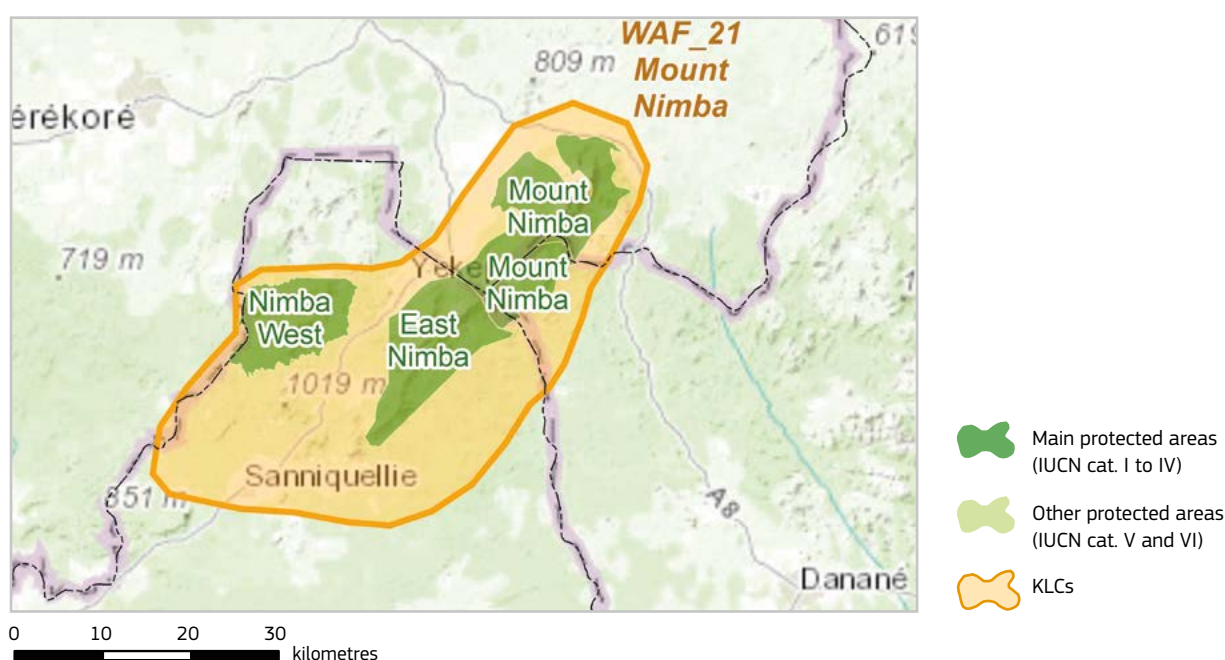 WAF_21
Mount
Nimba
809 m
619
érékoré
Mount
Nimba
719 m
Mount
Nimba
Nimba
West
East
Nimba
1019 m
Sanniquellie
A8
Danané
0 10 20 30
kilometres
Main protected areas
(IUCN cat. I to IV)
Other protected areas
(IUCN cat. V and VI)
KLCs